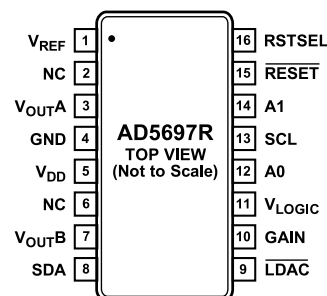 VREF 1
NC 2
VOUTA 3
GND 4
VDD 5
NC 6
VOUTB 7
SDA 8
AD5697R
TOP VIEW
(Not to Scale)
16 RSTSEL
15 RESET
14 A1
13 SCL
12 A0
11 VLOGIC
10 GAIN
9 LDAC